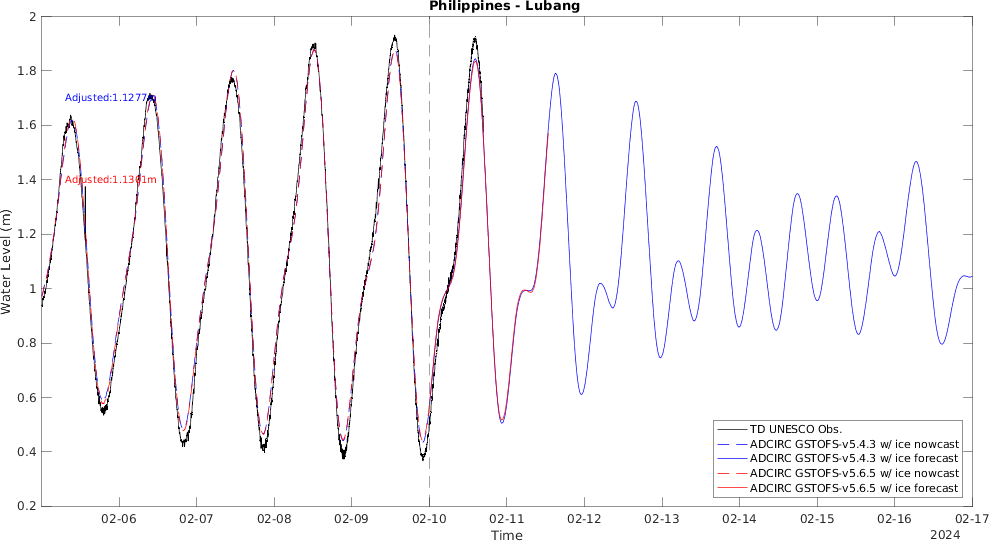 Philippines - Lubang
2
1.8
1.6
1.4
1.2
1
0.8
0.6
0.4
0.2
Water Level (m)
Adjusted:1.1277m
Adjusted:1.1301m
TD UNESCO Obs.
ADCIRC GSTOFS-v5.4.3 w/ ice nowcast
ADCIRC GSTOFS-v5.4.3 w/ ice forecast
ADCIRC GSTOFS-v5.6.5 w/ ice nowcast
ADCIRC GSTOFS-v5.6.5 w/ ice forecast
02-06 02-07 02-08 02-09 02-10 02-11 02-12 02-13 02-14 02-15 02-16 02-17
Time
2024